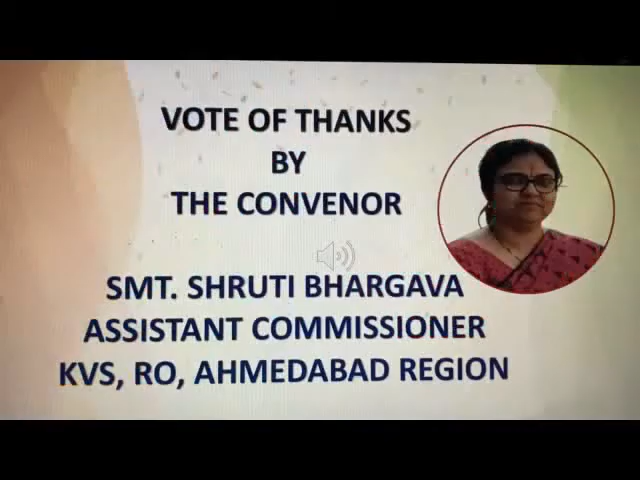 VOTE OF THANKS
BY
THE CONVENOR
SMT. SHRUTI BHARGAVA
ASSISTANT COMMISSIONER
KVS, RO, AHMEDABAD REGION